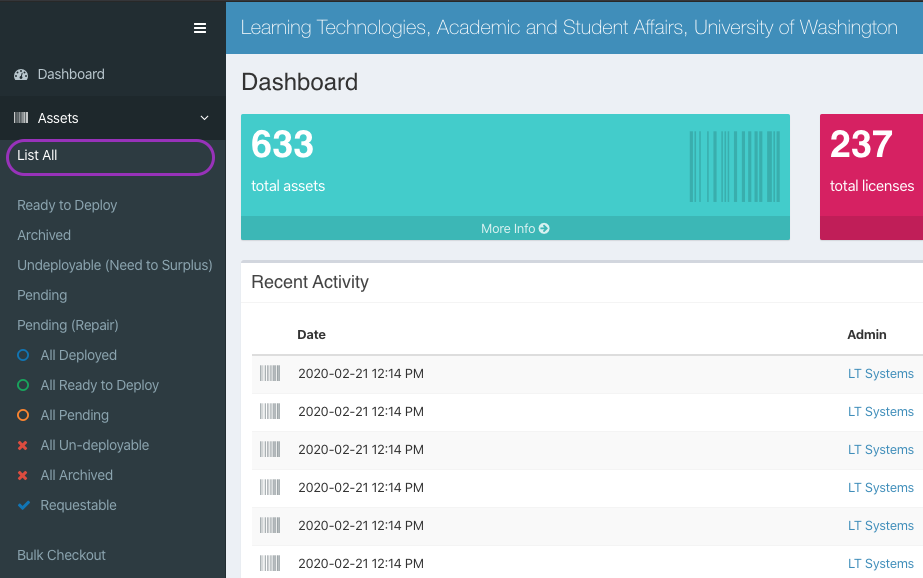 Learning Technologies, Academic and Student Affairs, University of Washington
Dashboard
Assets
List All
Ready to Deploy
Archived
Undeployable (Need to Surplus)
Pending
Pending (Repair)
All Deployed
All Ready to Deploy
All Pending
All Un-deployable
All Archived
Requestable
Bulk Checkout
Dashboard
633
total assets
More Info
237
total licenses
Recent Activity
Date Admin
2020-02-21 12:14 PM LT Systems
2020-02-21 12:14 PM LT Systems
2020-02-21 12:14 PM LT Systems
2020-02-21 12:14 PM LT Systems
2020-02-21 12:14 PM LT Systems
2020-02-21 12:14 PM LT Systems